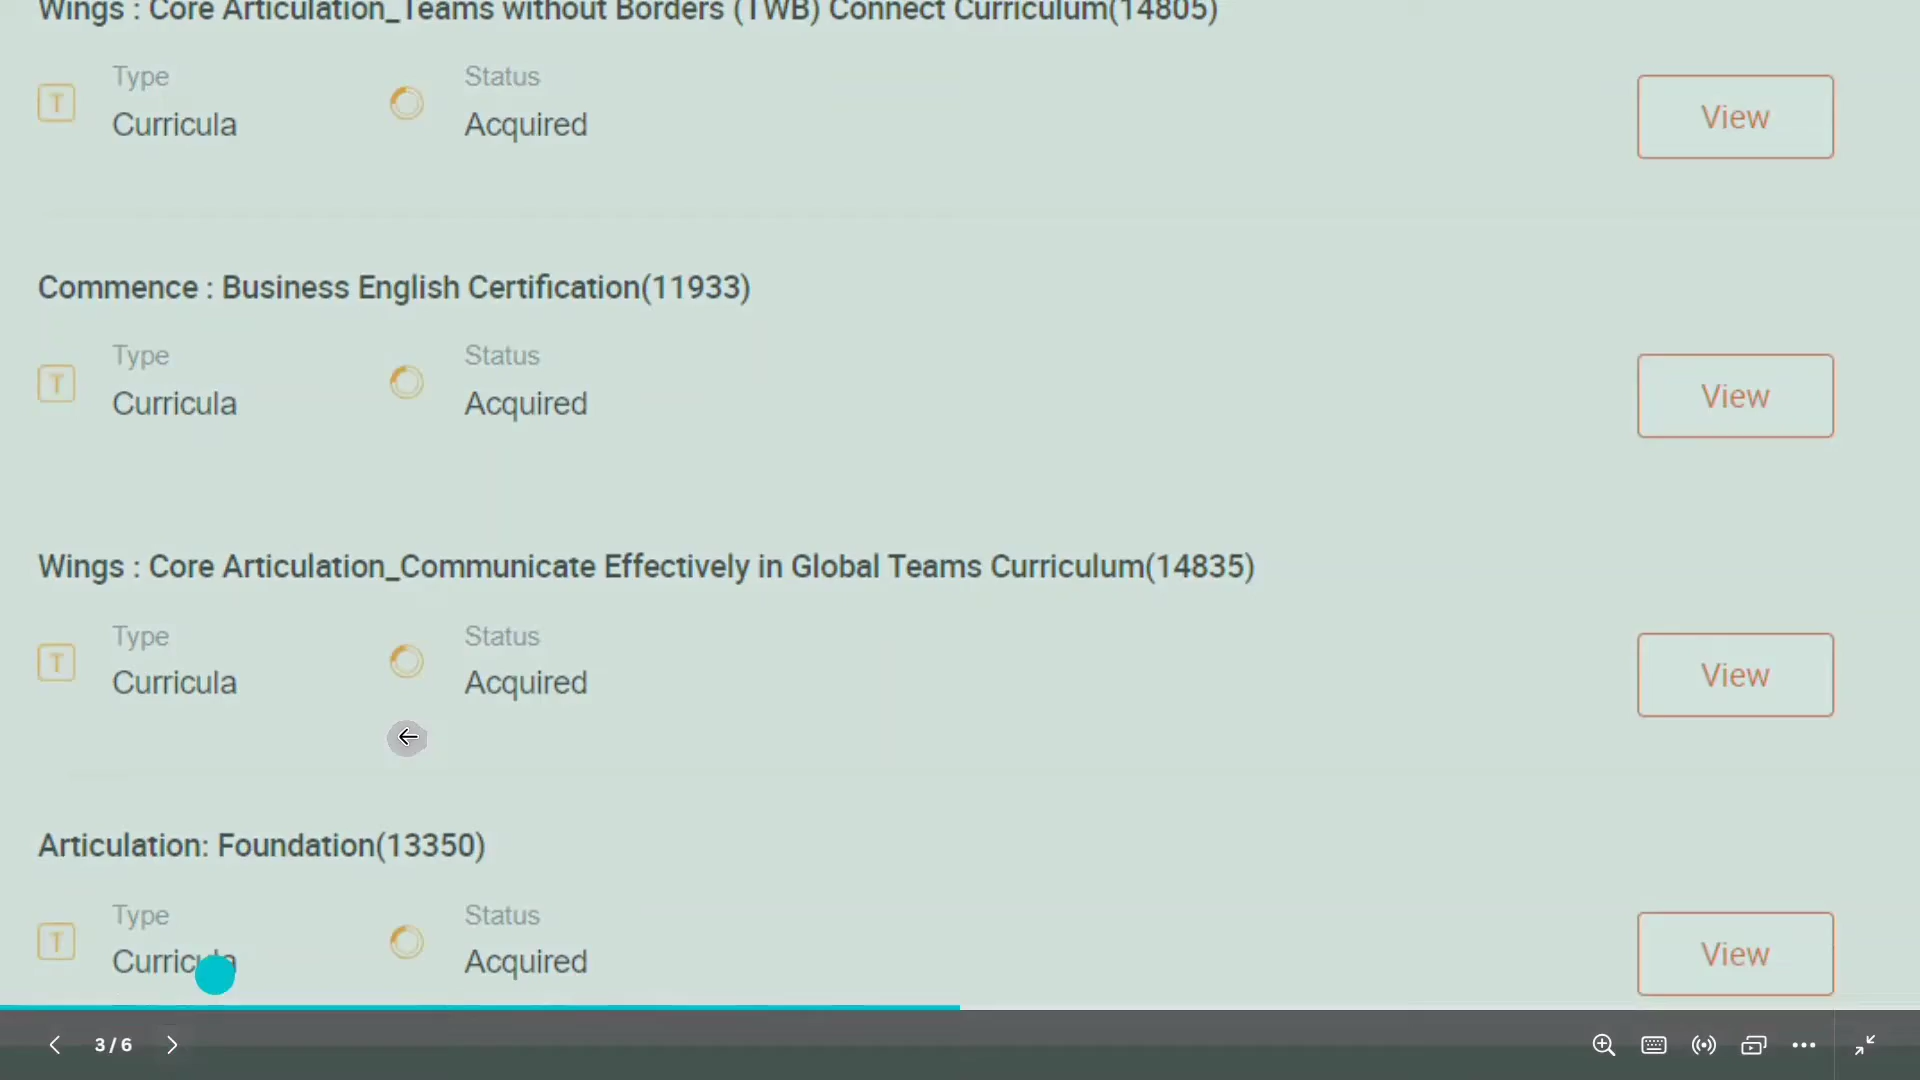 Wings : Core Articulation_Teams without Borders (TWB) Connect Curriculum(14805)
Type
Status
T
Curricula
Acquired
View
Commence : Business English Certification(11933)
Type
Status
T
Curricula
Acquired
View
Wings : Core Articulation_Communicate Effectively in Global Teams Curriculum(14835)
Type
Status
T
Curricula
Acquired
View
Articulation: Foundation(13350)
Type
Status
T
Curricula
Acquired
View
3 / 6